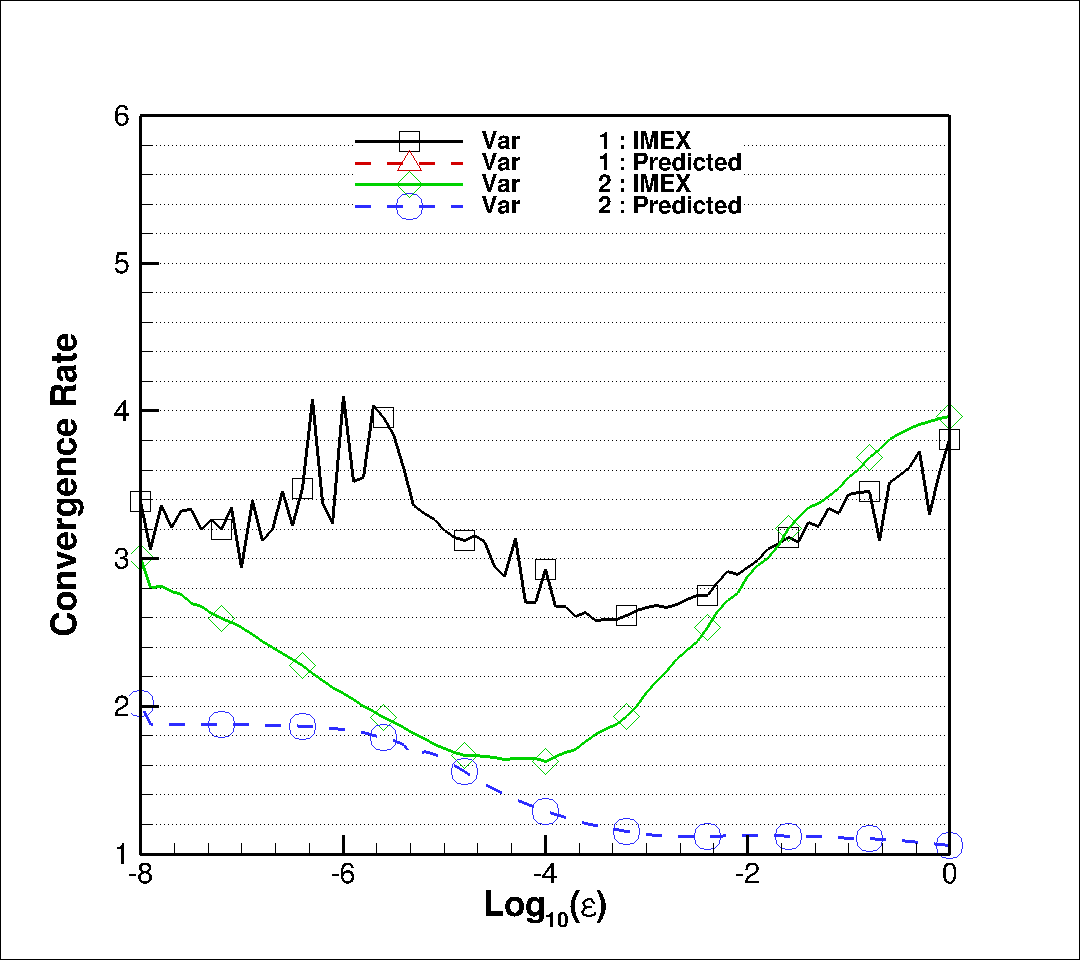 6
Var 1 : IMEX
Var 1 : Predicted
Var 2 : IMEX
Var 2 : Predicted
5
4
3
2
1
Convergence Rate
-8 -6 -4 -2 0
Log10(ε)